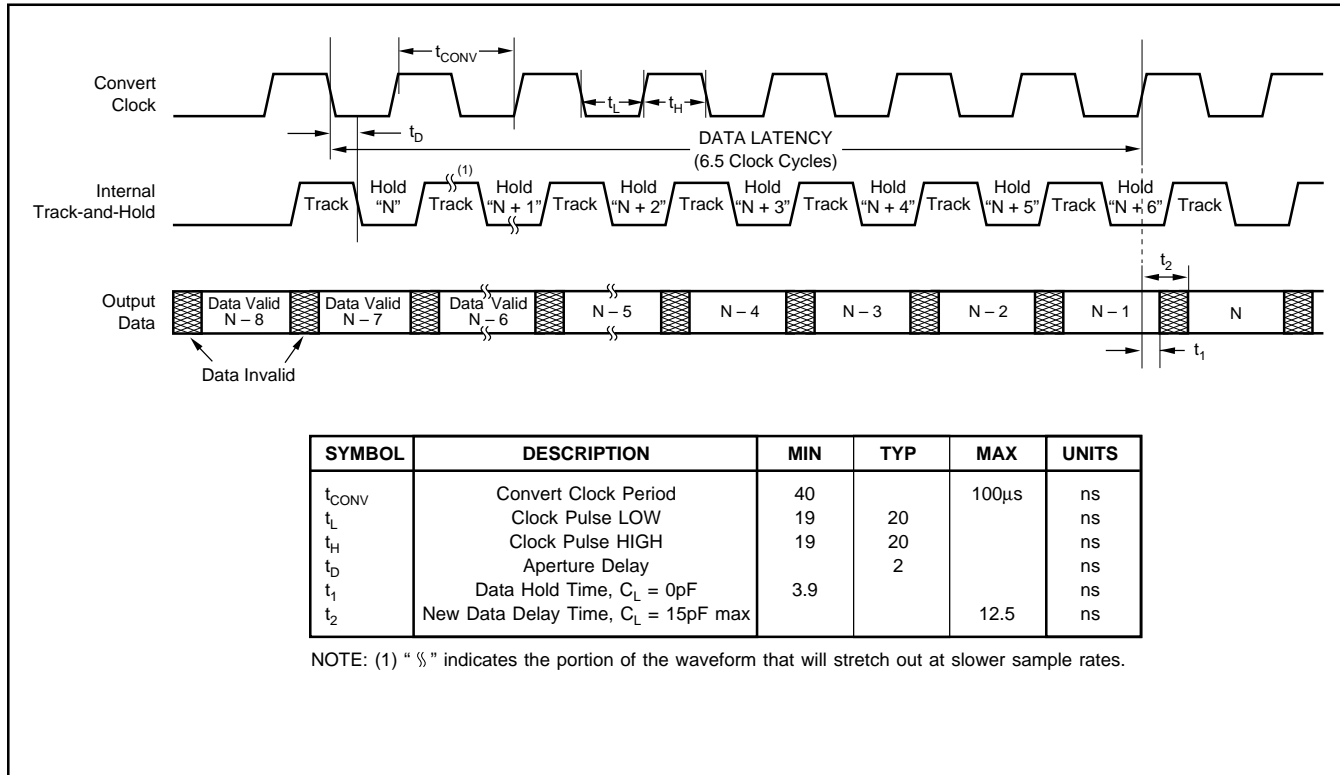 t_CONV
Convert
Clock
t_L
t_H
t_D
DATA LATENCY
(6.5 Clock Cycles)
(1)
Internal
Track-and-Hold
Track
Hold
“N”
Track
Hold
“N + 1”
Track
Hold
“N + 2”
Track
Hold
“N + 3”
Track
Hold
“N + 4”
Track
Hold
“N + 5”
Track
Hold
“N + 6”
Track
t_2
Output
Data
Data Valid
N – 8
Data Valid
N – 7
Data Valid
N – 6
N – 5
N – 4
N – 3
N – 2
N – 1
N
t_1
Data Invalid
SYMBOL DESCRIPTION MIN TYP MAX UNITS
t_CONV Convert Clock Period 40 100µs ns
t_L Clock Pulse LOW 19 20 ns
t_H Clock Pulse HIGH 19 20 ns
t_D Aperture Delay 2 ns
t_1 Data Hold Time, C_L = 0pF 3.9 ns
t_2 New Data Delay Time, C_L = 15pF max 12.5 ns
NOTE: (1) “ ” indicates the portion of the waveform that will stretch out at slower sample rates.